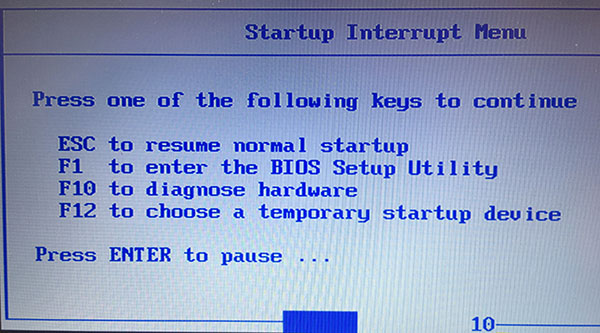 Startup Interrupt Menu
Press one of the following keys to continue
ESC to resume normal startup
F1 to enter the BIOS Setup Utility
F10 to diagnose hardware
F12 to choose a temporary startup device
Press ENTER to pause ...
10